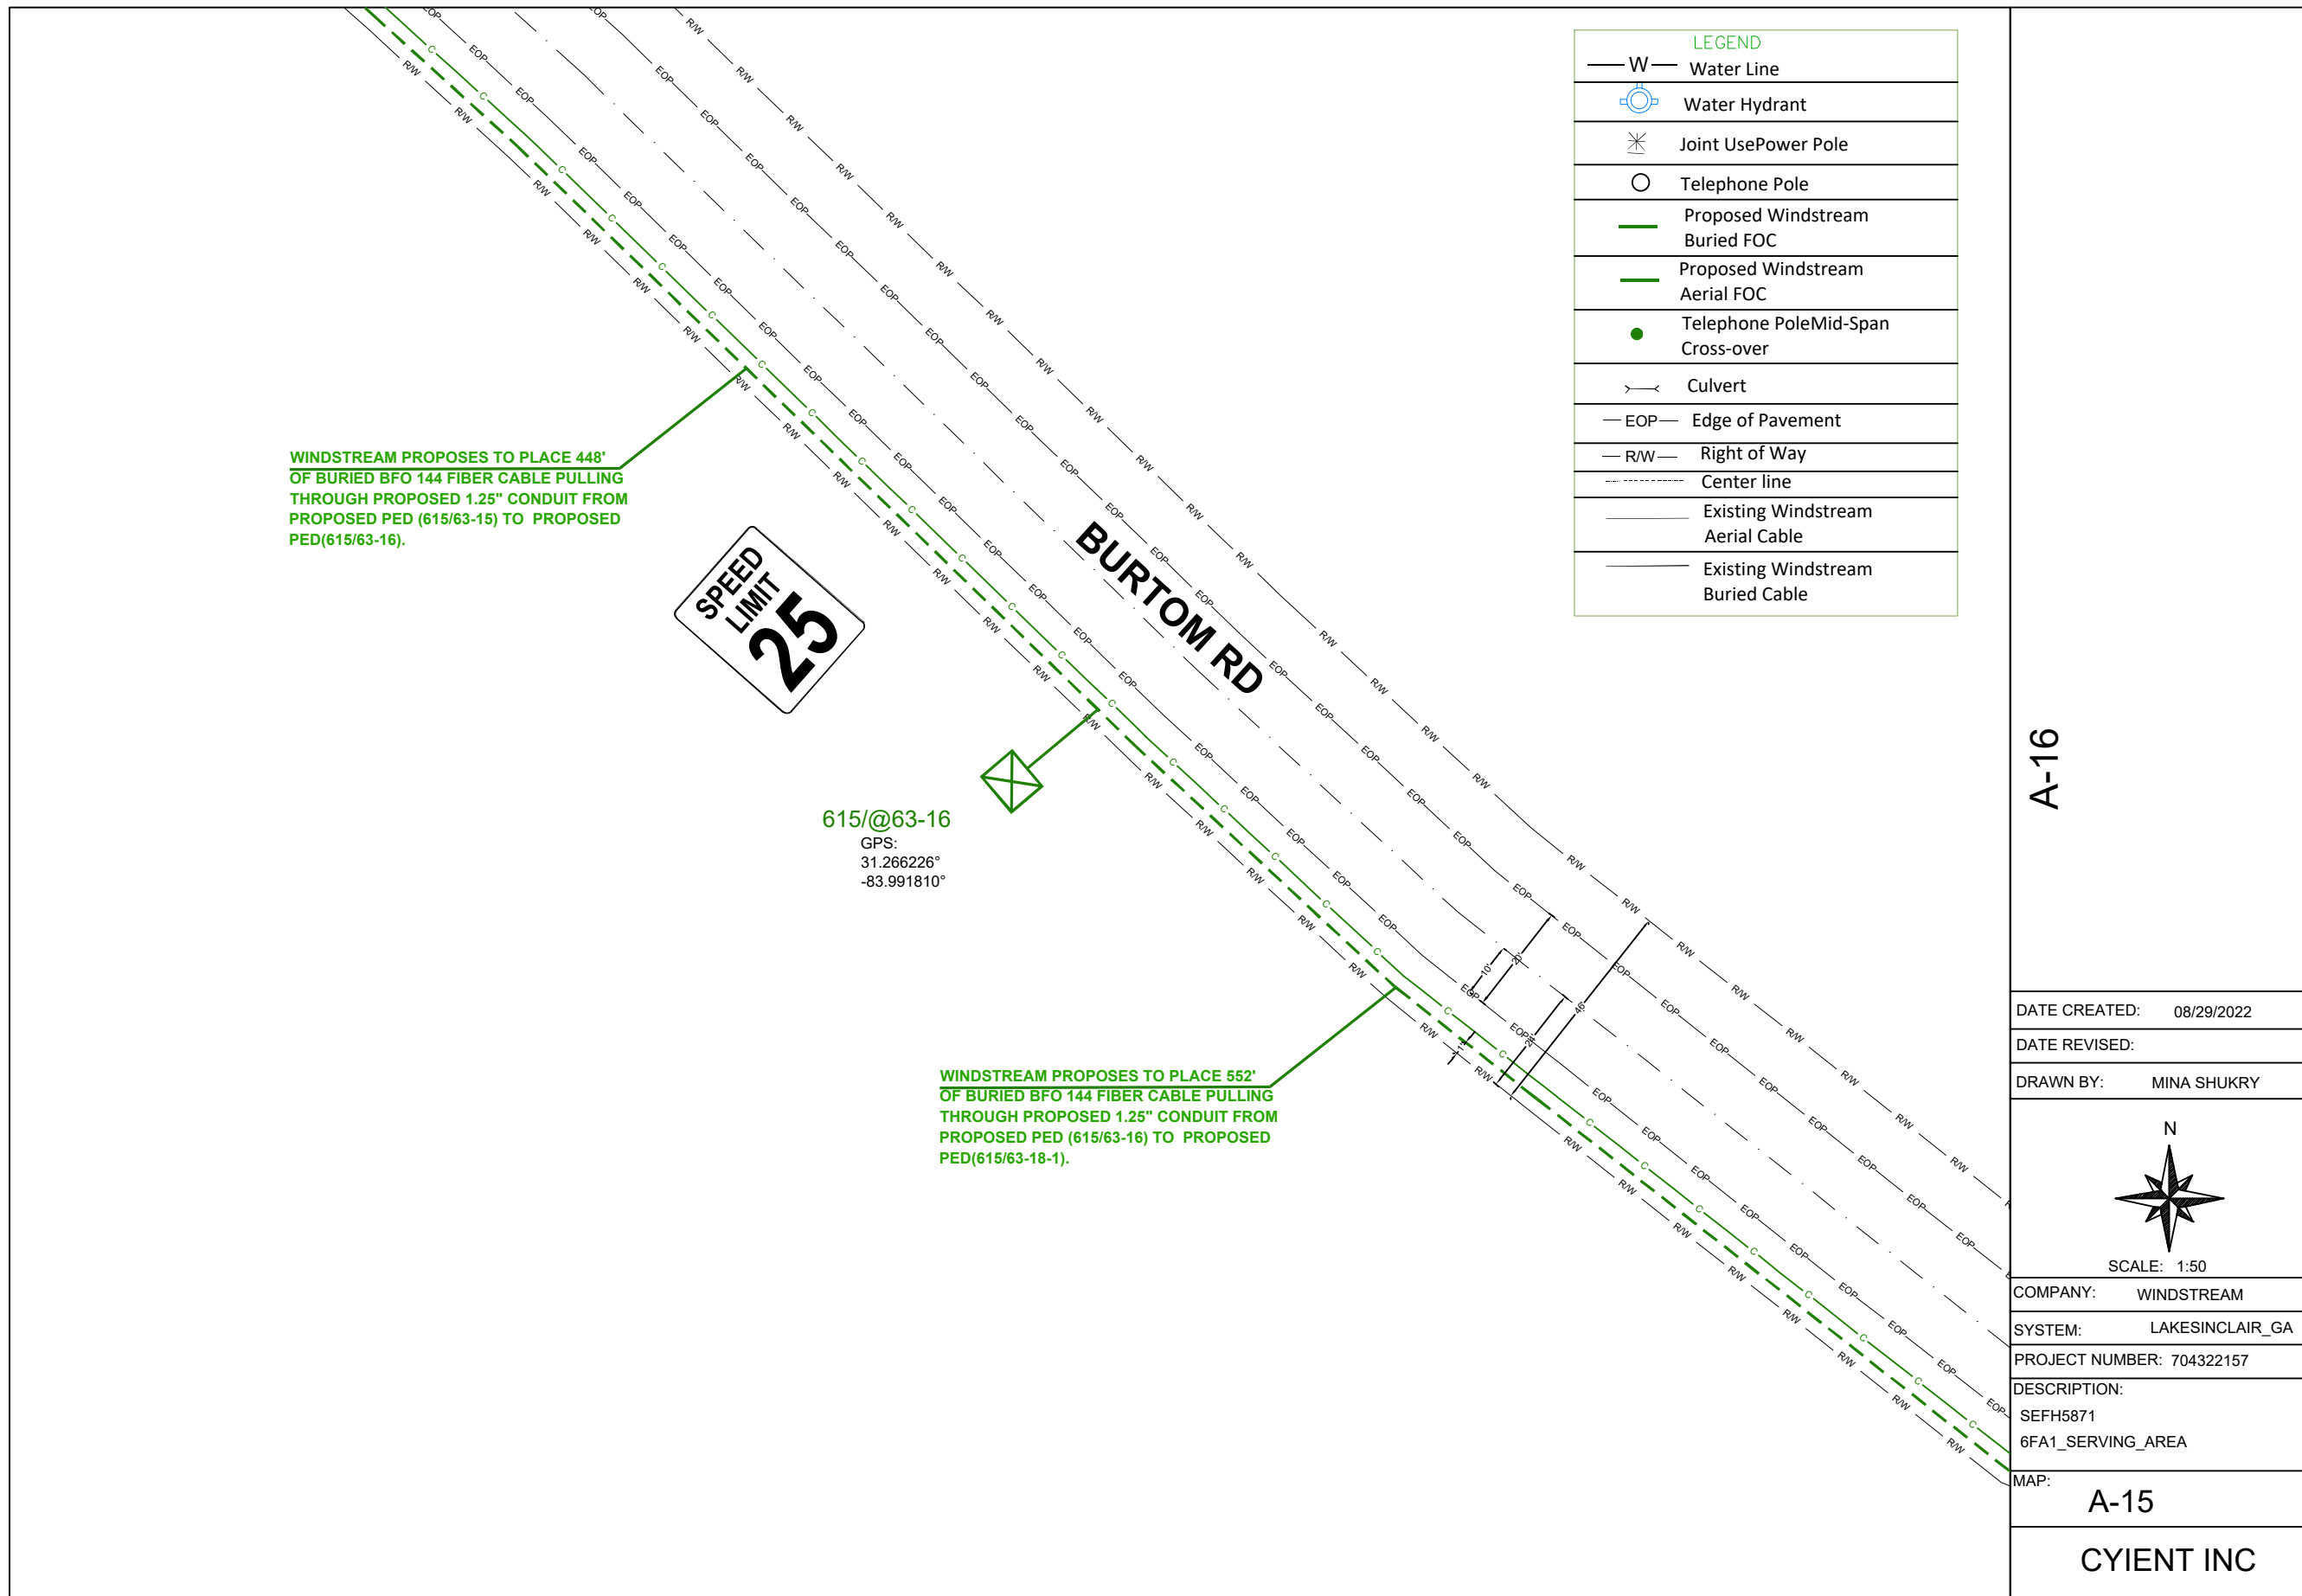 LEGEND
W Water Line
Water Hydrant
Joint UsePower Pole
Telephone Pole
Proposed Windstream
Buried FOC
Proposed Windstream
Aerial FOC
Telephone PoleMid-Span
Cross-over
Culvert
EOP Edge of Pavement
R/W Right of Way
Center line
Existing Windstream
Aerial Cable
Existing Windstream
Buried Cable
WINDSTREAM PROPOSES TO PLACE 448'
OF BURIED BFO 144 FIBER CABLE PULLING
THROUGH PROPOSED 1.25" CONDUIT FROM
PROPOSED PED (615/63-15) TO PROPOSED
PED(615/63-16).
SPEED
LIMIT
25
BURTOM RD
615/@63-16
GPS:
31.266226°
-83.991810°
WINDSTREAM PROPOSES TO PLACE 552'
OF BURIED BFO 144 FIBER CABLE PULLING
THROUGH PROPOSED 1.25" CONDUIT FROM
PROPOSED PED (615/63-16) TO PROPOSED
PED(615/63-18-1).
R/W
EOP
C
10'
20'
46'
A-16
DATE CREATED: 08/29/2022
DATE REVISED:
DRAWN BY: MINA SHUKRY
N
SCALE: 1:50
COMPANY: WINDSTREAM
SYSTEM: LAKESINCLAIR_GA
PROJECT NUMBER: 704322157
DESCRIPTION:
SEFH5871
6FA1_SERVING_AREA
MAP:
A-15
CYIENT INC